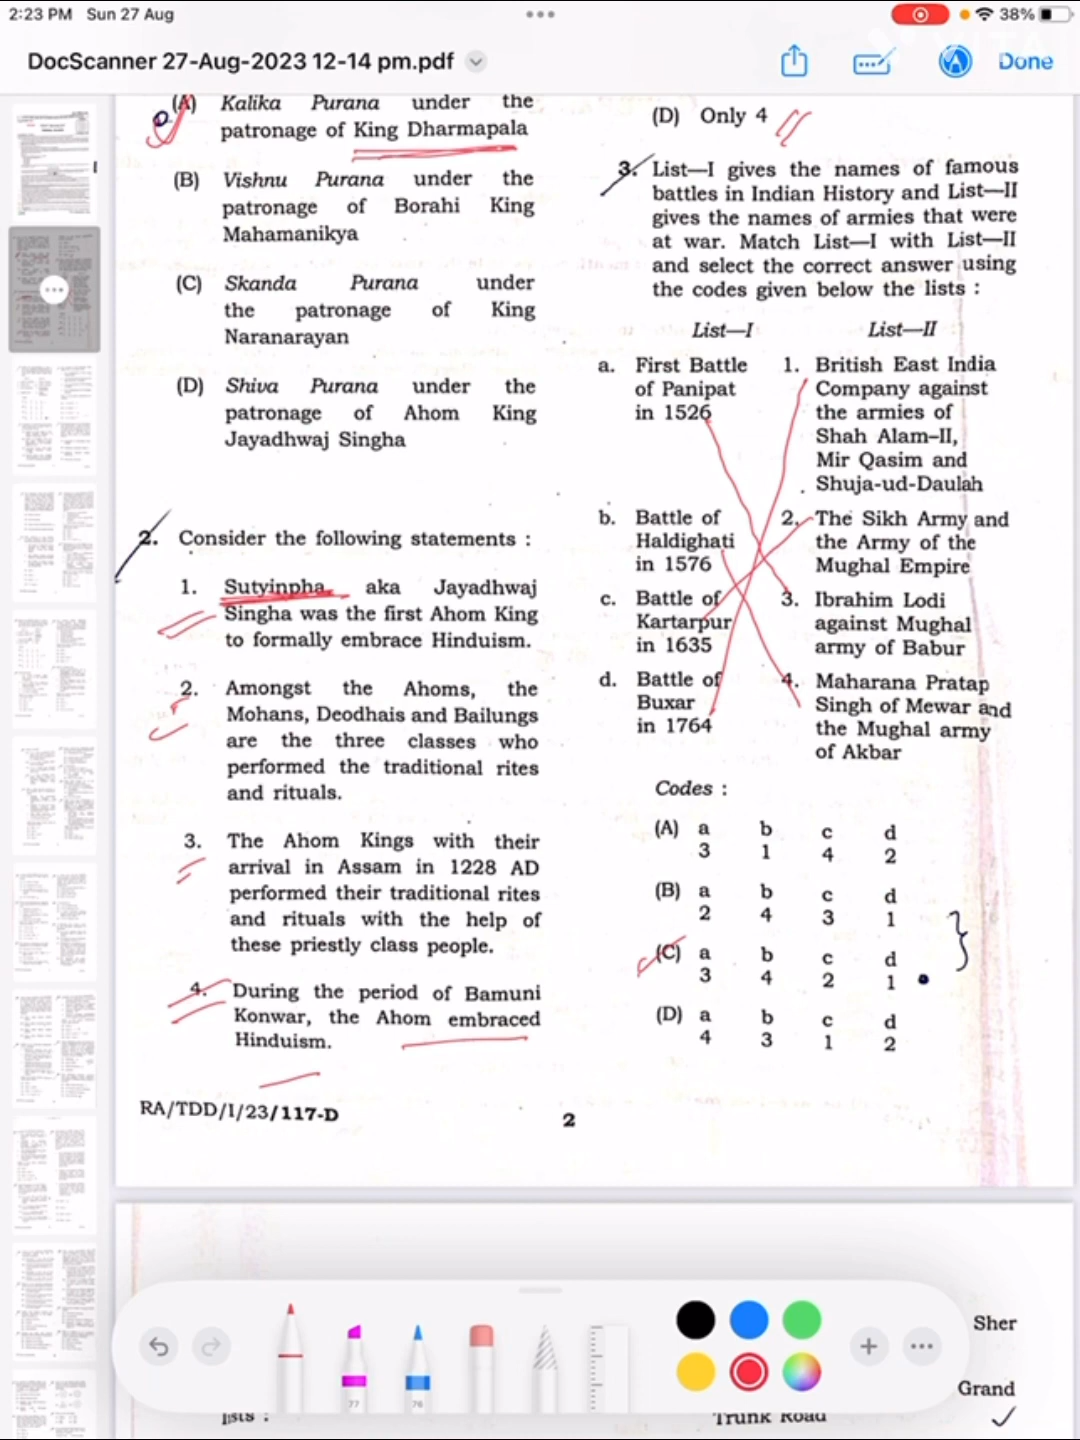 2:23 PM Sun 27 Aug
38%
DocScanner 27-Aug-2023 12-14 pm.pdf
Done
(A) Kalika Purana under the
patronage of King Dharmapala
(B) Vishnu Purana under the
patronage of Borahi King
Mahamanikya
(C) Skanda Purana under
the patronage of King
Naranarayan
(D) Shiva Purana under the
patronage of Ahom King
Jayadhwaj Singha
2. Consider the following statements :
1. Sutyinpha aka Jayadhwaj
Singha was the first Ahom King
to formally embrace Hinduism.
2. Amongst the Ahoms, the
Mohans, Deodhais and Bailungs
are the three classes who
performed the traditional rites
and rituals.
3. The Ahom Kings with their
arrival in Assam in 1228 AD
performed their traditional rites
and rituals with the help of
these priestly class people.
4. During the period of Bamuni
Konwar, the Ahom embraced
Hinduism.
(D) Only 4
3. List—I gives the names of famous
battles in Indian History and List—II
gives the names of armies that were
at war. Match List—I with List—II
and select the correct answer using
the codes given below the lists :
List—I List—II
a. First Battle
of Panipat
in 1526
1. British East India
Company against
the armies of
Shah Alam-II,
Mir Qasim and
Shuja-ud-Daulah
b. Battle of
Haldighati
in 1576
2. The Sikh Army and
the Army of the
Mughal Empire
c. Battle of
Kartarpur
in 1635
3. Ibrahim Lodi
against Mughal
army of Babur
d. Battle of
Buxar
in 1764
4. Maharana Pratap
Singh of Mewar and
the Mughal army
of Akbar
Codes :
(A) a b c d
3 1 4 2
(B) a b c d
2 4 3 1
(C) a b c d
3 4 2 1
(D) a b c d
4 3 1 2
RA/TDD/I/23/117-D
2
Sher
Grand
77
76
lists :
Trunk Road